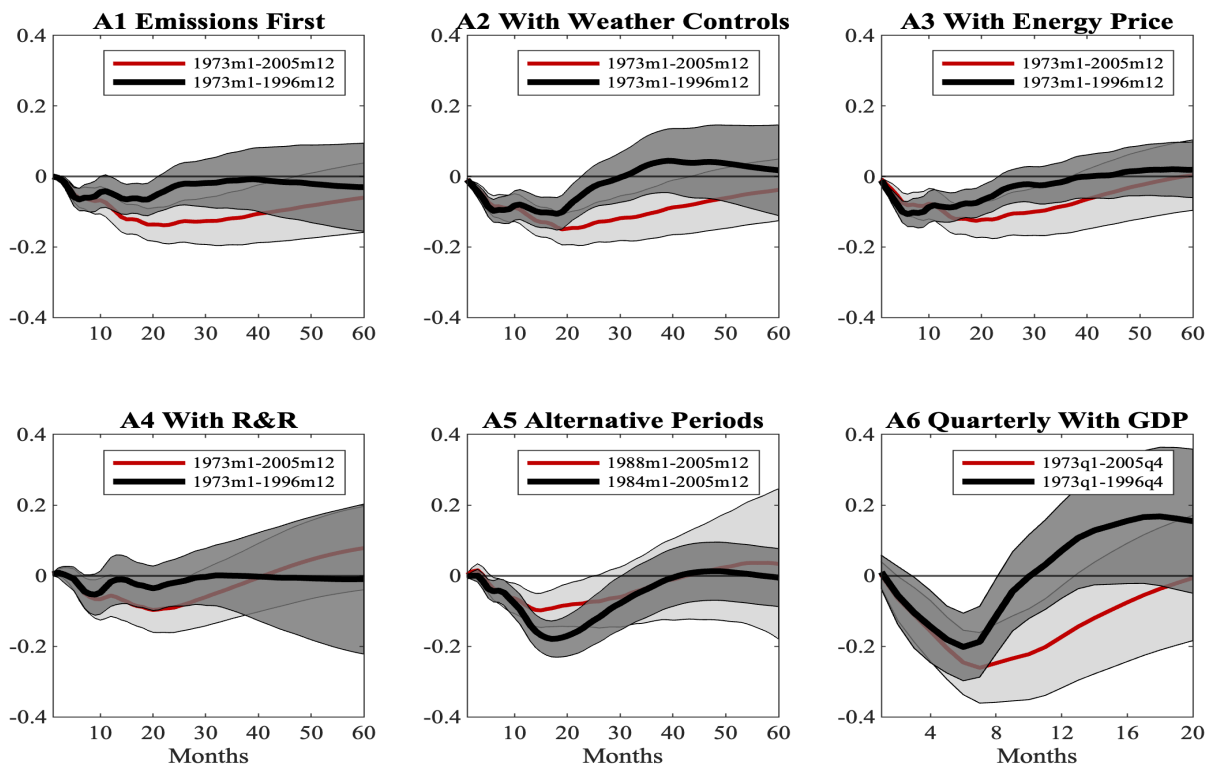 A1 Emissions First
0.4
0.2
0
-0.2
-0.4
1973m1-2005m12
1973m1-1996m12
10 20 30 40 50 60
A2 With Weather Controls
0.4
0.2
0
-0.2
-0.4
1973m1-2005m12
1973m1-1996m12
10 20 30 40 50 60
A3 With Energy Price
0.4
0.2
0
-0.2
-0.4
1973m1-2005m12
1973m1-1996m12
10 20 30 40 50 60
A4 With R&R
0.4
0.2
0
-0.2
-0.4
1973m1-2005m12
1973m1-1996m12
10 20 30 40 50 60
Months
A5 Alternative Periods
0.4
0.2
0
-0.2
-0.4
1988m1-2005m12
1984m1-2005m12
10 20 30 40 50 60
Months
A6 Quarterly With GDP
0.4
0.2
0
-0.2
-0.4
1973q1-2005q4
1973q1-1996q4
4 8 12 16 20
Months